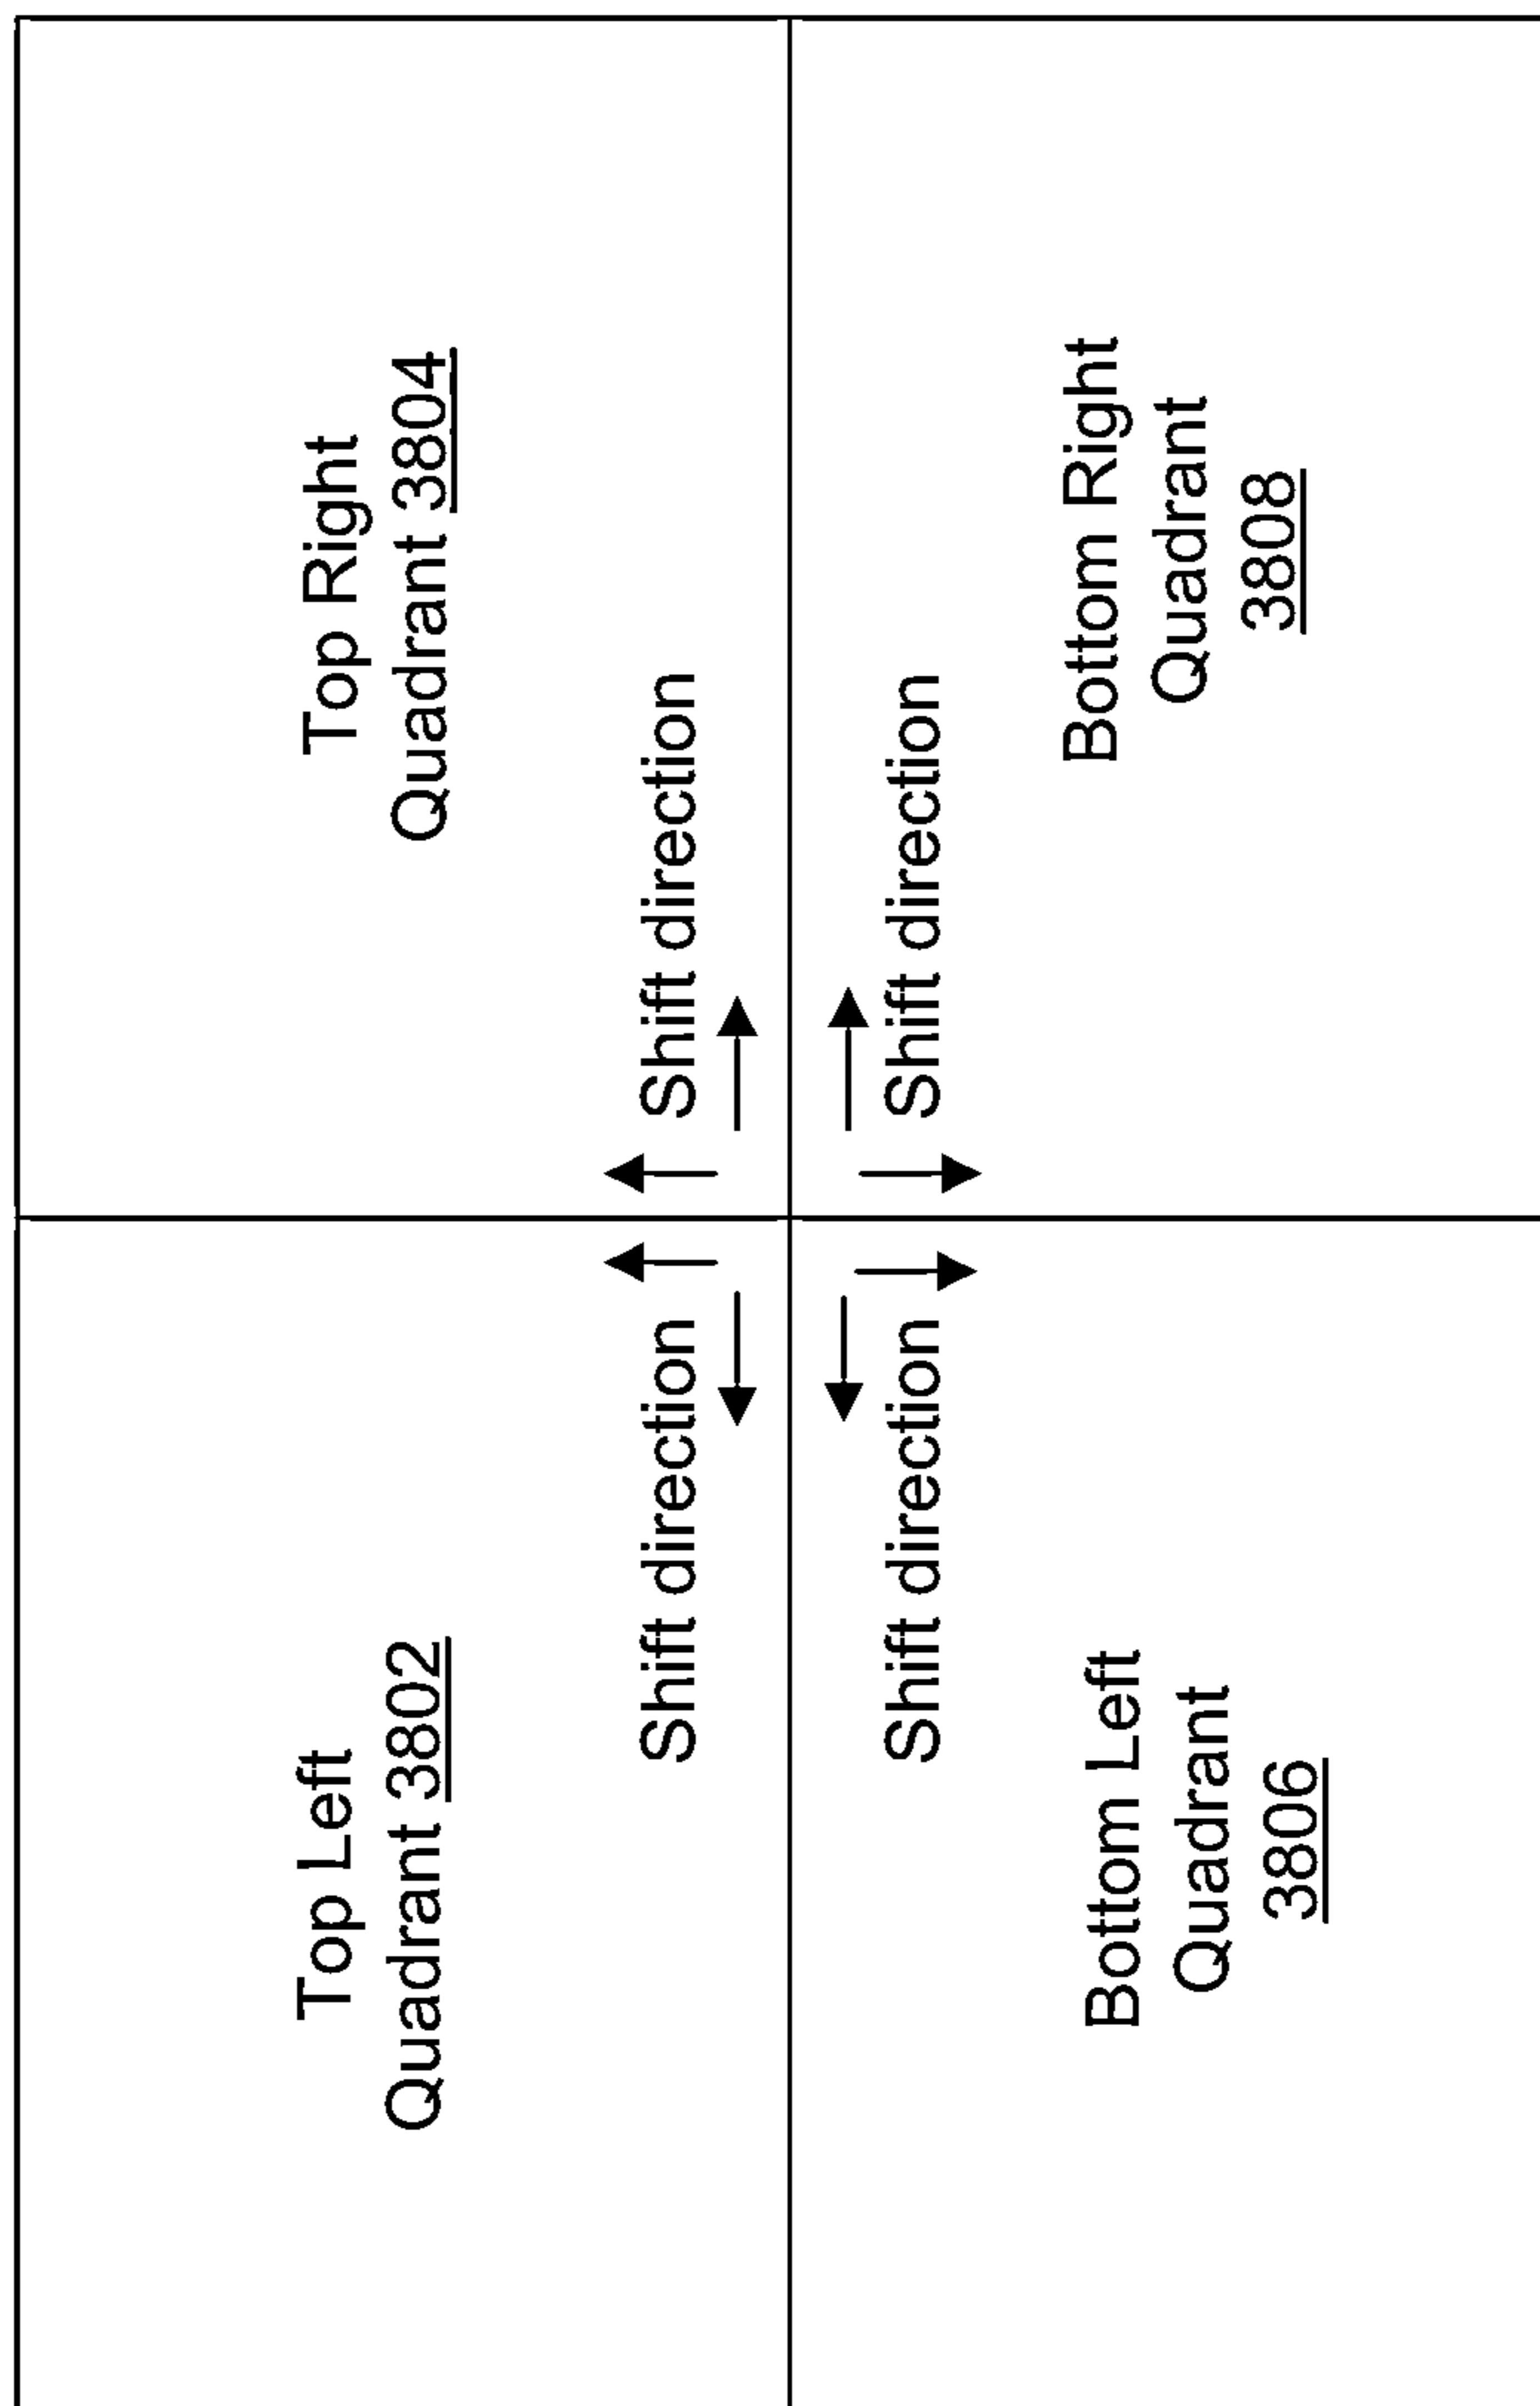 Top Left
Quadrant 3802
Shift direction
Top Right
Quadrant 3804
Shift direction
Shift direction
Bottom Left
Quadrant
3806
Shift direction
Bottom Right
Quadrant
3808